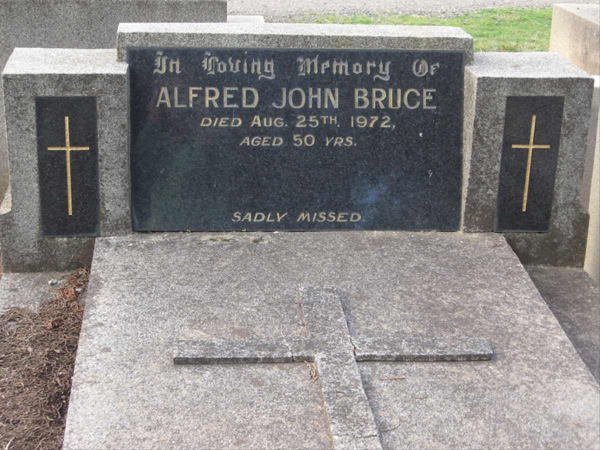 In Loving Memory Of
ALFRED JOHN BRUCE
DIED AUG. 25TH, 1972,
AGED 50 YRS.
SADLY MISSED.